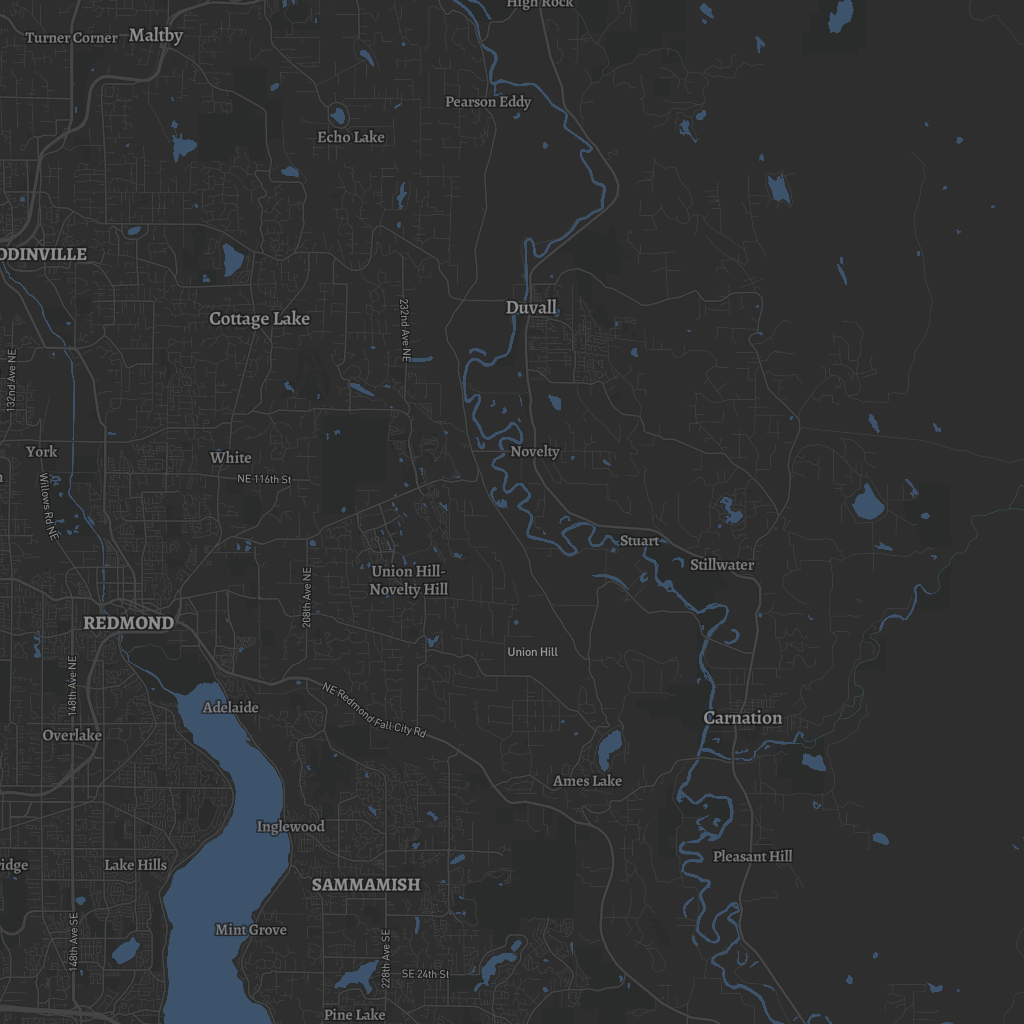 High Rock
Turner Corner
Maltby
Pearson Eddy
Echo Lake
ODINVILLE
Duvall
Cottage Lake
232nd Ave NE
132nd Ave NE
York
White
Novelty
NE 116th St
Willows Rd NE
Stuart
Stillwater
Union Hill-
Novelty Hill
208th Ave NE
REDMOND
Union Hill
148th Ave NE
Adelaide
NE Redmond Fall City Rd
Carnation
Overlake
Ames Lake
Inglewood
Pleasant Hill
idge
Lake Hills
SAMMAMISH
148th Ave SE
Mint Grove
228th Ave SE
SE 24th St
Pine Lake